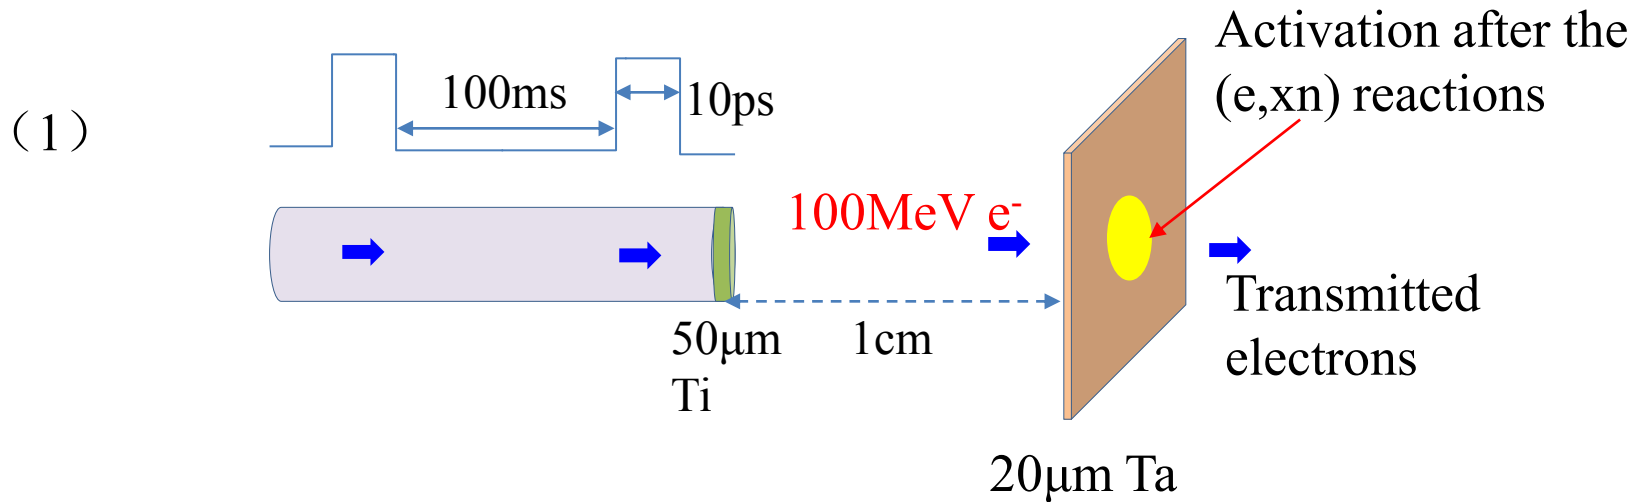 Activation after the
(e,xn) reactions
（1）
100ms
10ps
100MeV e-
Transmitted
electrons
50μm
Ti
1cm
20μm Ta